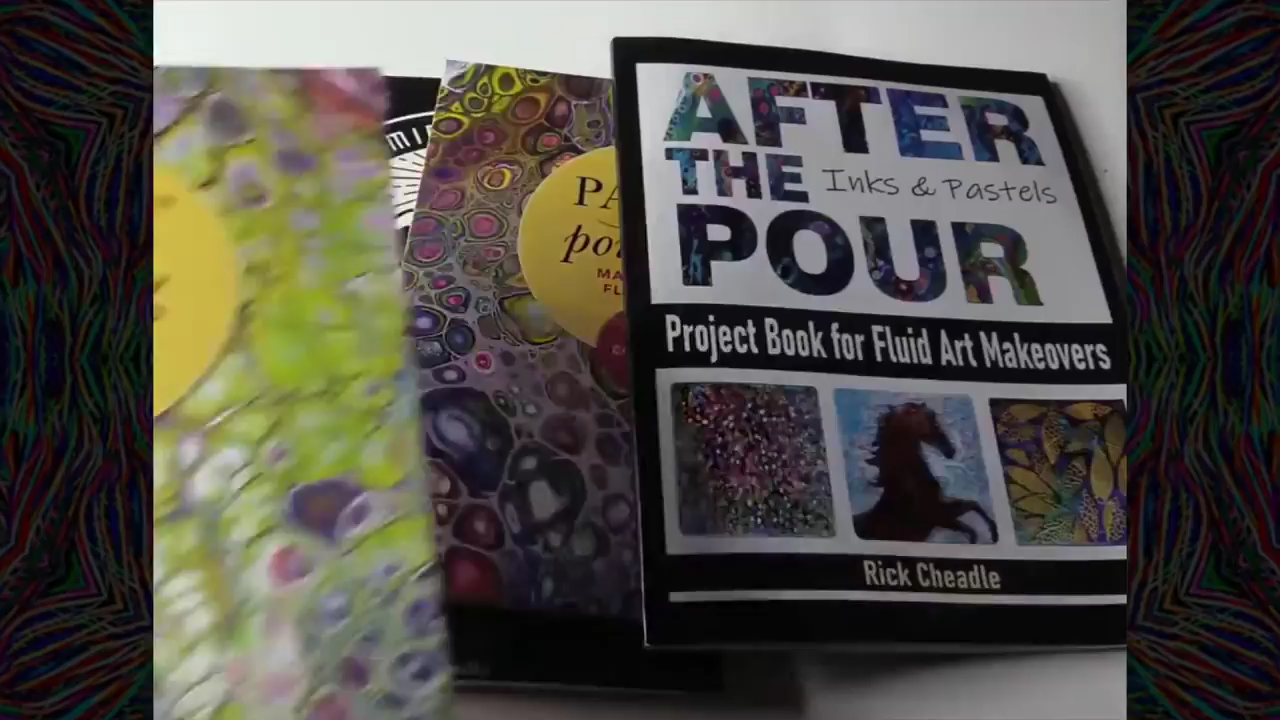 AFTER
THE
Inks & Pastels
POUR
Project Book for Fluid Art Makeovers
Rick Cheadle